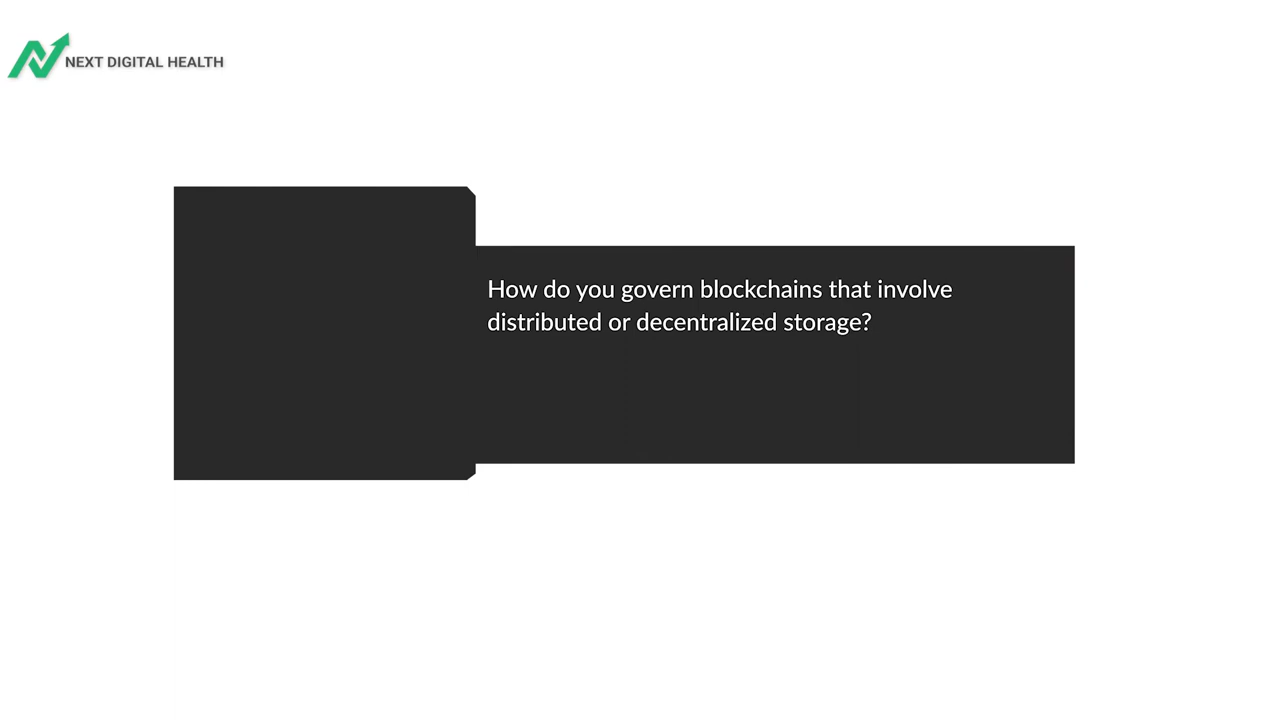 NEXT DIGITAL HEALTH
How do you govern blockchains that involve
distributed or decentralized storage?